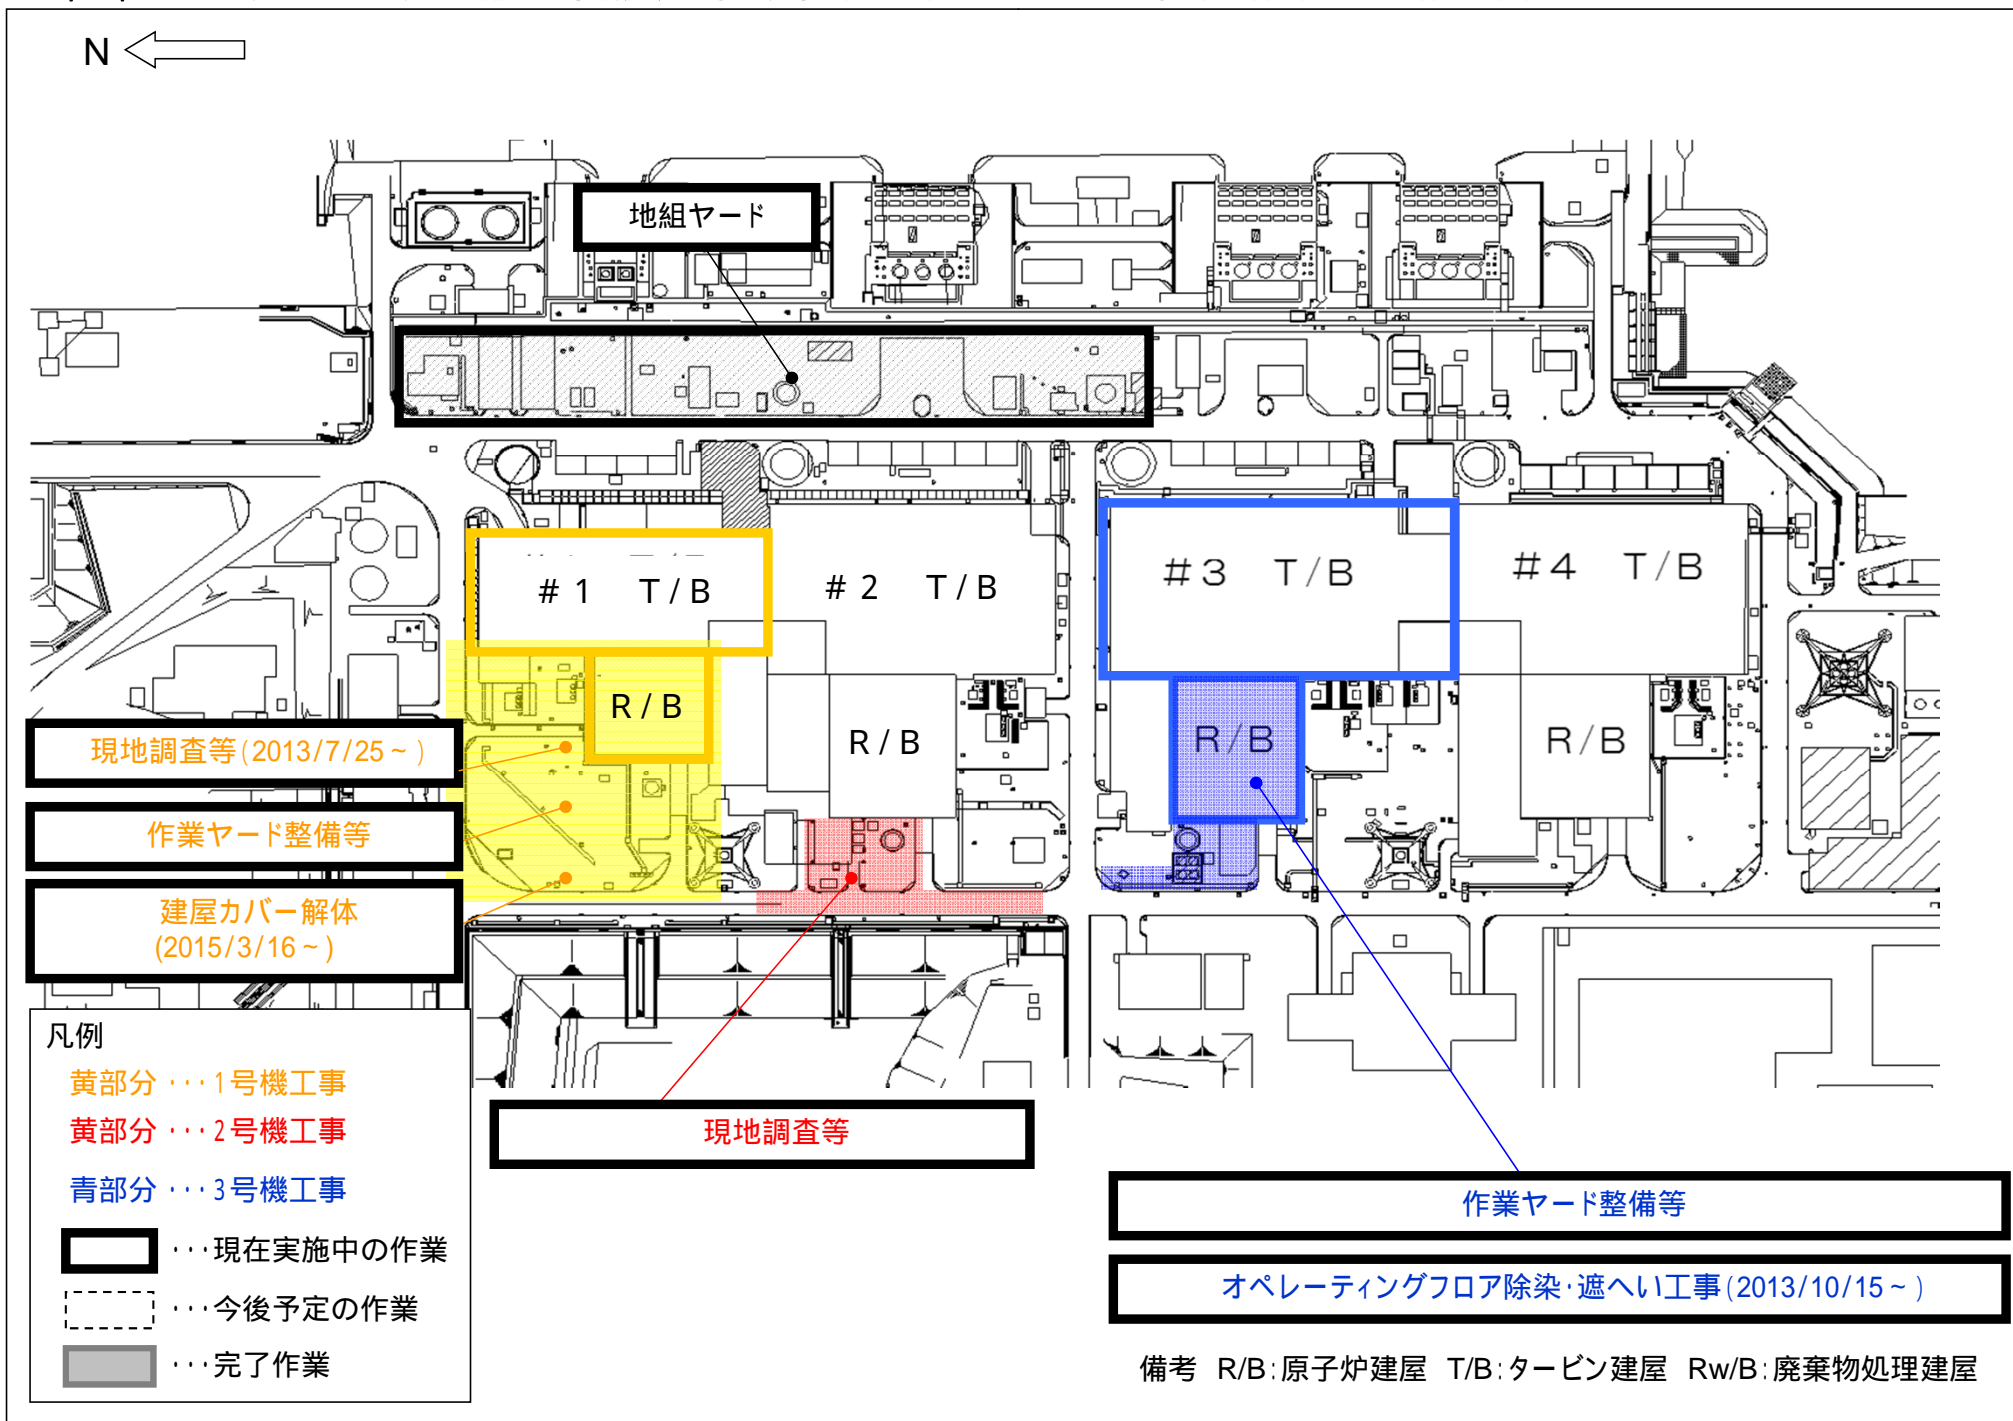 N
地組ヤード
# 1 T / B
# 2 T / B
#3 T/B
#4 T/B
R / B
R / B
R/B
R/B
現地調査等(2013/7/25~)
作業ヤード整備等
建屋カバー解体
(2015/3/16~)
凡例
黄部分 ・・・1号機工事
黄部分 ・・・2号機工事
青部分 ・・・3号機工事
・・・現在実施中の作業
・・・今後予定の作業
・・・完了作業
現地調査等
作業ヤード整備等
オペレーティングフロア除染・遮へい工事(2013/10/15~)
備考 R/B:原子炉建屋 T/B:タービン建屋 Rw/B:廃棄物処理建屋